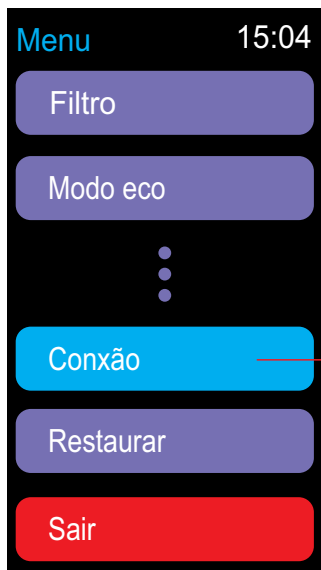 Menu 15:04
Filtro
Modo eco
Conxão
Restaurar
Sair